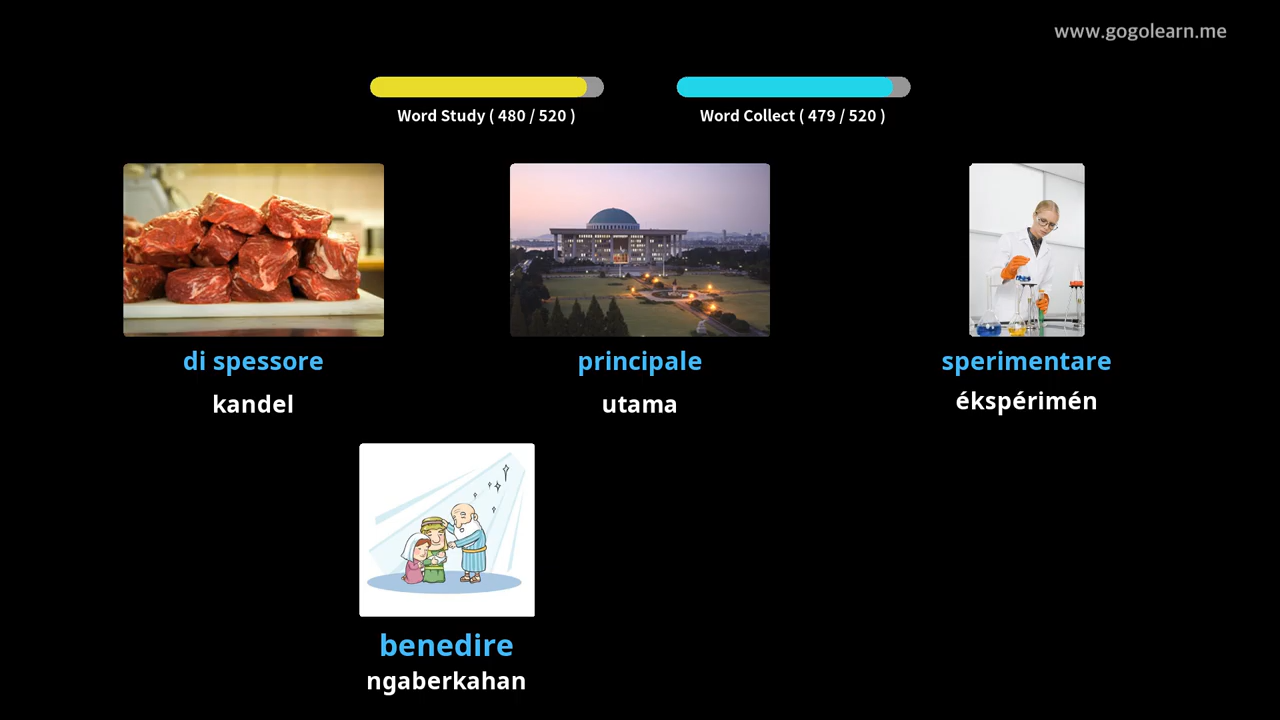 www.gogolearn.me
Word Study ( 480 / 520 )
Word Collect ( 479 / 520 )
di spessore
kandel
principale
utama
sperimentare
ékspérimén
benedire
ngaberkahan